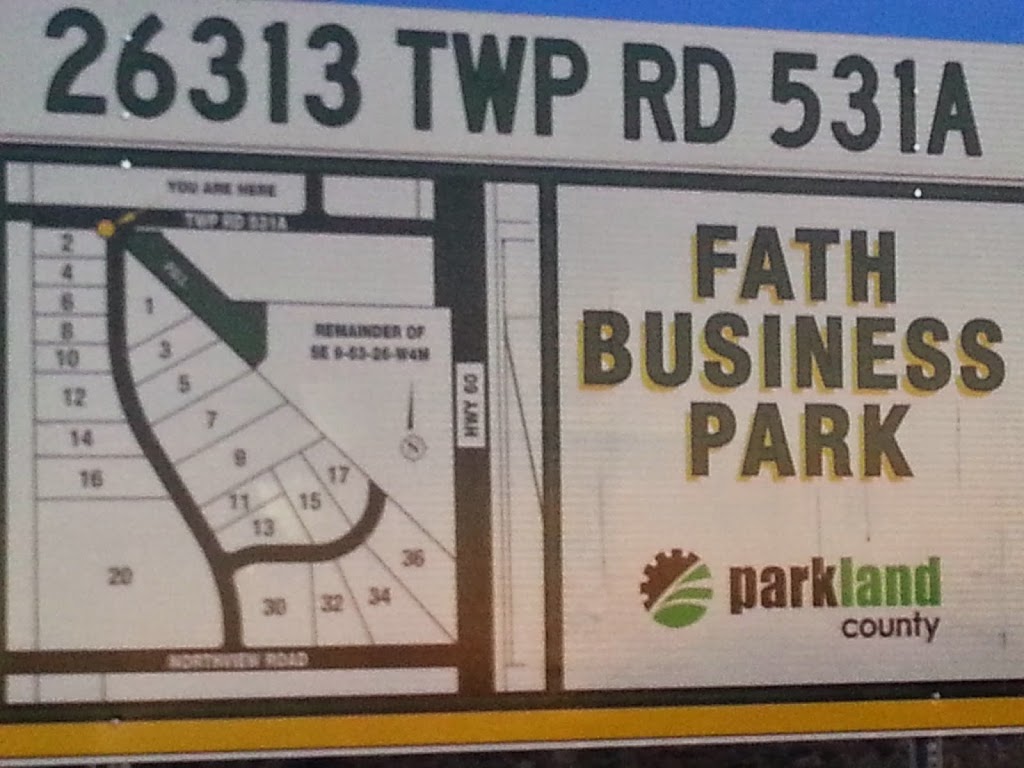 26313 TWP RD 531A
YOU ARE HERE
TWP RD 531A
2
4
6
8
10
12
14
16
20
1
3
5
7
9
11
13
15
17
30
32
34
36
REMAINDER OF
SE 9-53-26-W4M
HWY 60
NORTHVIEW ROAD
FATH
BUSINESS
PARK
parkland
county